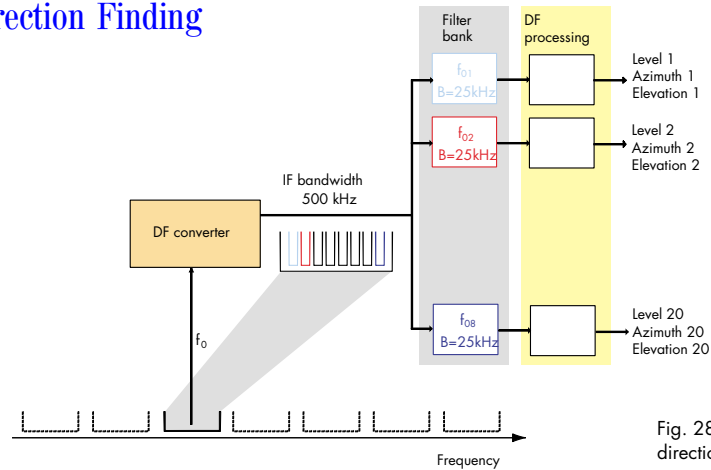 rection Finding
Filter
bank
DF
processing
f01
B=25kHz
Level 1
Azimuth 1
Elevation 1
f02
B=25kHz
Level 2
Azimuth 2
Elevation 2
IF bandwidth
500 kHz
DF converter
f08
B=25kHz
Level 20
Azimuth 20
Elevation 20
f0
Frequency
Fig. 28
directio